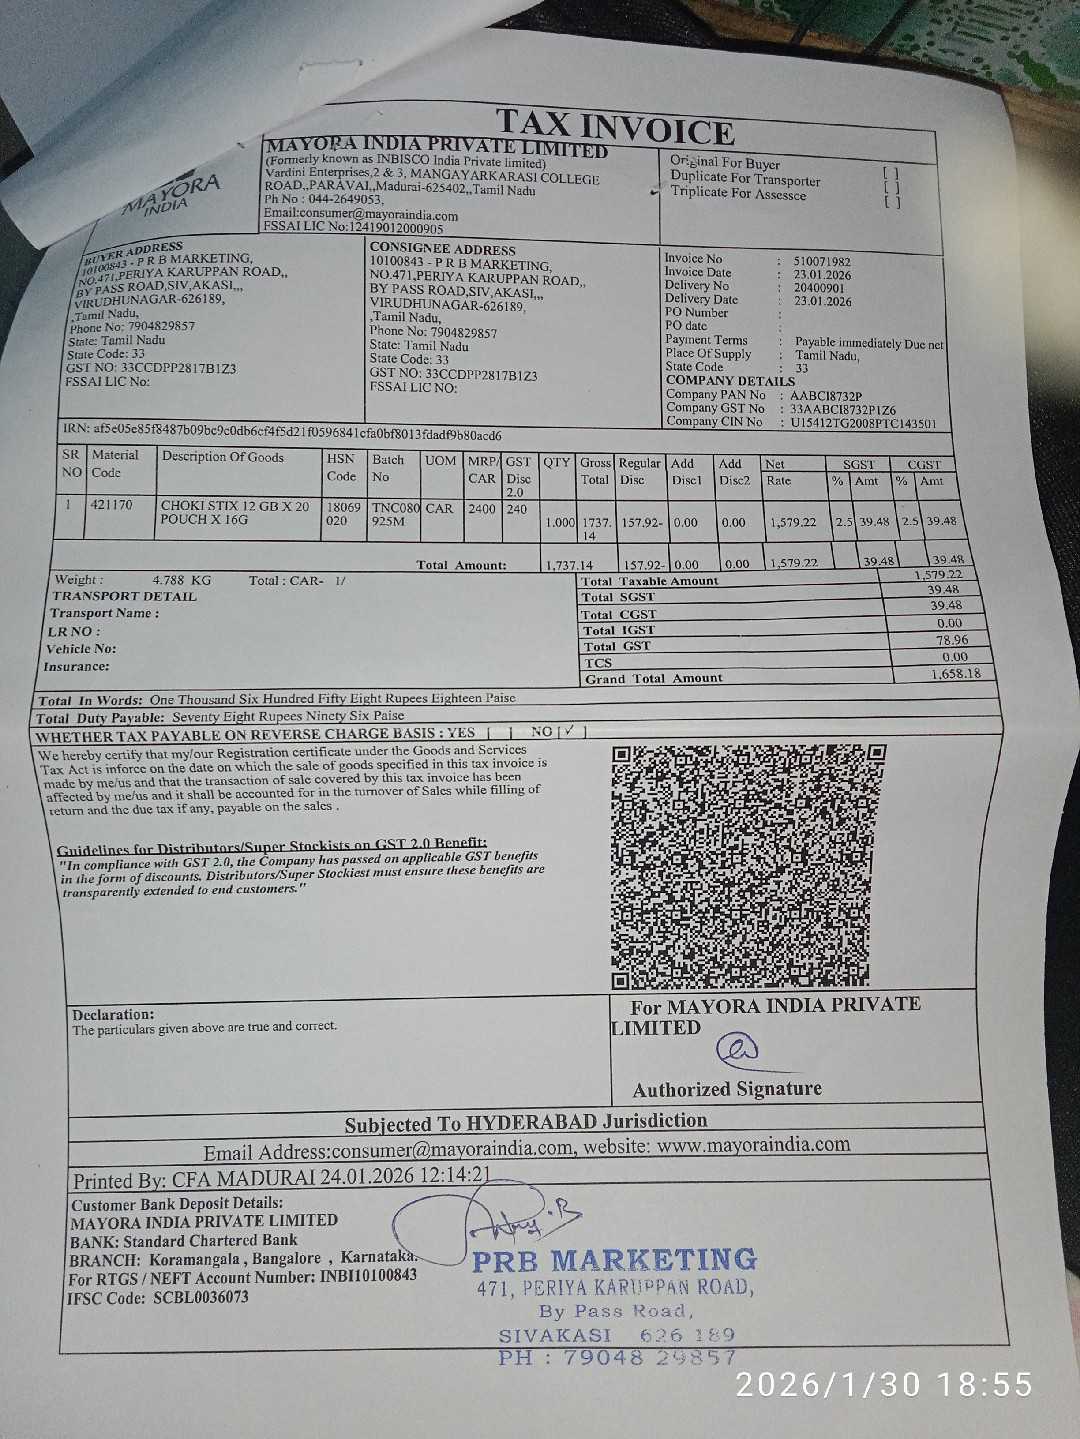 TAX INVOICE
MAYORA INDIA
MAYORA INDIA PRIVATE LIMITED
(Formerly known as INBISCO India Private limited)
Vardini Enterprises,2 & 3, MANGAYARKARASI COLLEGE
ROAD,,PARAVAI,,Madurai-625402,,Tamil Nadu
Ph No : 044-2649053,
Email:consumer@mayoraindia.com
FSSAI LIC No:12419012000905
Original For Buyer [ ]
Duplicate For Transporter [ ]
Triplicate For Assessce [ ]
BUYER ADDRESS
10100843 - P R B MARKETING,
NO.471,PERIYA KARUPPAN ROAD,,
BY PASS ROAD,SIV,AKASI,,,
VIRUDHUNAGAR-626189,
,Tamil Nadu,
Phone No: 7904829857
State: Tamil Nadu
State Code: 33
GST NO: 33CCDPP2817B1Z3
FSSAI LIC No:
CONSIGNEE ADDRESS
10100843 - P R B MARKETING,
NO.471,PERIYA KARUPPAN ROAD,,
BY PASS ROAD,SIV,AKASI,,,
VIRUDHUNAGAR-626189,
,Tamil Nadu,
Phone No: 7904829857
State: Tamil Nadu
State Code: 33
GST NO: 33CCDPP2817B1Z3
FSSAI LIC NO:
Invoice No : 510071982
Invoice Date : 23.01.2026
Delivery No : 20400901
Delivery Date : 23.01.2026
PO Number :
PO date :
Payment Terms : Payable immediately Due net
Place Of Supply : Tamil Nadu,
State Code : 33
COMPANY DETAILS
Company PAN No : AABCI8732P
Company GST No : 33AABCI8732P1Z6
Company CIN No : U15412TG2008PTC143501
IRN: af5e05e85f8487b09bc9c0db6cf4f5d21f0596841cfa0bf8013fdadf9b80acd6
SR NO Material Code Description Of Goods HSN Code Batch No UOM MRP/ CAR GST Disc 2.0 QTY Gross Total Regular Disc Add Disc1 Add Disc2 Net Rate SGST % Amt CGST % Amt
1 421170 CHOKI STIX 12 GB X 20 POUCH X 16G 18069 020 TNC080 925M CAR 2400 240 1.000 1737. 14 157.92- 0.00 0.00 1,579.22 2.5 39.48 2.5 39.48
Total Amount: 1,737.14 157.92- 0.00 0.00 1,579.22 39.48 39.48
Weight : 4.788 KG Total : CAR- 1/
TRANSPORT DETAIL
Transport Name :
LR NO :
Vehicle No:
Insurance:
Total Taxable Amount 1,579.22
Total SGST 39.48
Total CGST 39.48
Total IGST 0.00
Total GST 78.96
TCS 0.00
Grand Total Amount 1,658.18
Total In Words: One Thousand Six Hundred Fifty Eight Rupees Eighteen Paise
Total Duty Payable: Seventy Eight Rupees Ninety Six Paise
WHETHER TAX PAYABLE ON REVERSE CHARGE BASIS : YES [ ] NO [✓ ]
We hereby certify that my/our Registration certificate under the Goods and Services
Tax Act is inforce on the date on which the sale of goods specified in this tax invoice is
made by me/us and that the transaction of sale covered by this tax invoice has been
affected by me/us and it shall be accounted for in the turnover of Sales while filling of
return and the due tax if any, payable on the sales .
Guidelines for Distributors/Super Stockists on GST 2.0 Benefit:
"In compliance with GST 2.0, the Company has passed on applicable GST benefits
in the form of discounts. Distributors/Super Stockiest must ensure these benefits are
transparently extended to end customers."
Declaration:
The particulars given above are true and correct.
For MAYORA INDIA PRIVATE
LIMITED
Authorized Signature
Subjected To HYDERABAD Jurisdiction
Email Address:consumer@mayoraindia.com, website: www.mayoraindia.com
Printed By: CFA MADURAI 24.01.2026 12:14:21
Customer Bank Deposit Details:
MAYORA INDIA PRIVATE LIMITED
BANK: Standard Chartered Bank
BRANCH: Koramangala , Bangalore , Karnataka.
For RTGS / NEFT Account Number: INBI10100843
IFSC Code: SCBL0036073
PRB MARKETING
471, PERIYA KARUPPAN ROAD,
By Pass Road,
SIVAKASI 626 189
PH : 79048 29857
2026/1/30 18:55